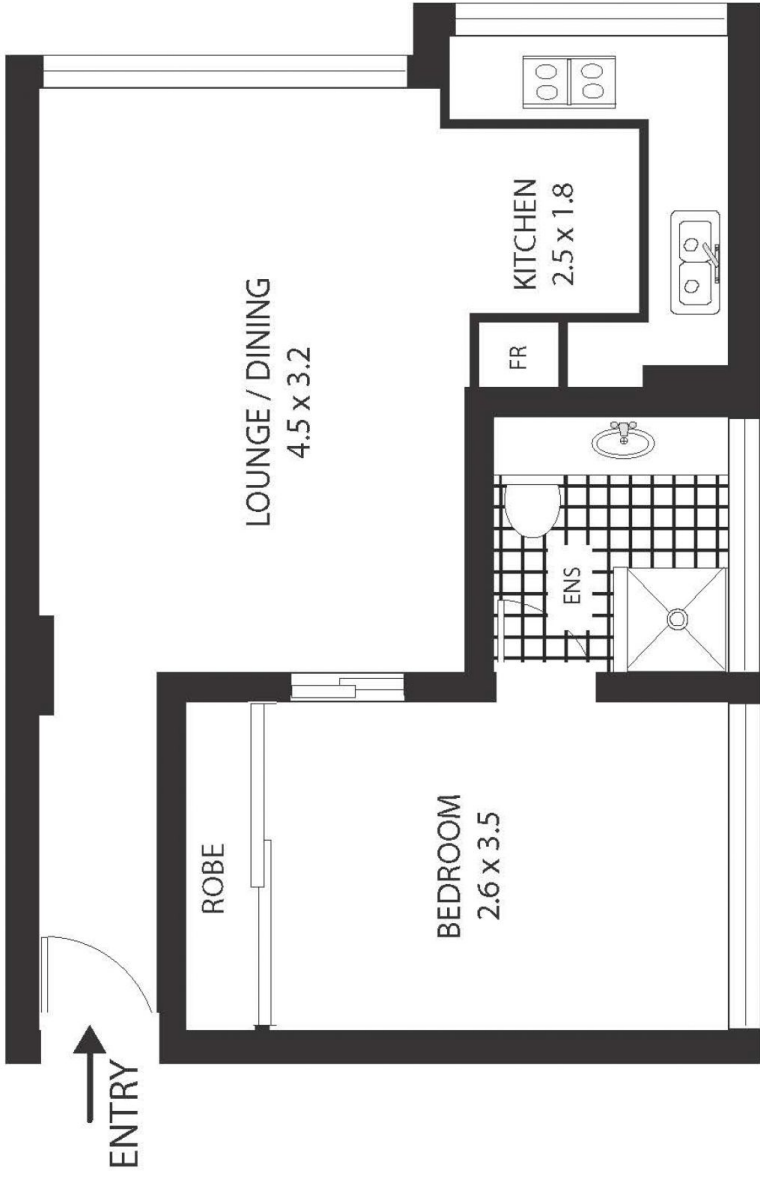 LOUNGE / DINING
4.5 x 3.2
KITCHEN
2.5 x 1.8
FR
ENS
ROBE
BEDROOM
2.6 x 3.5
ENTRY